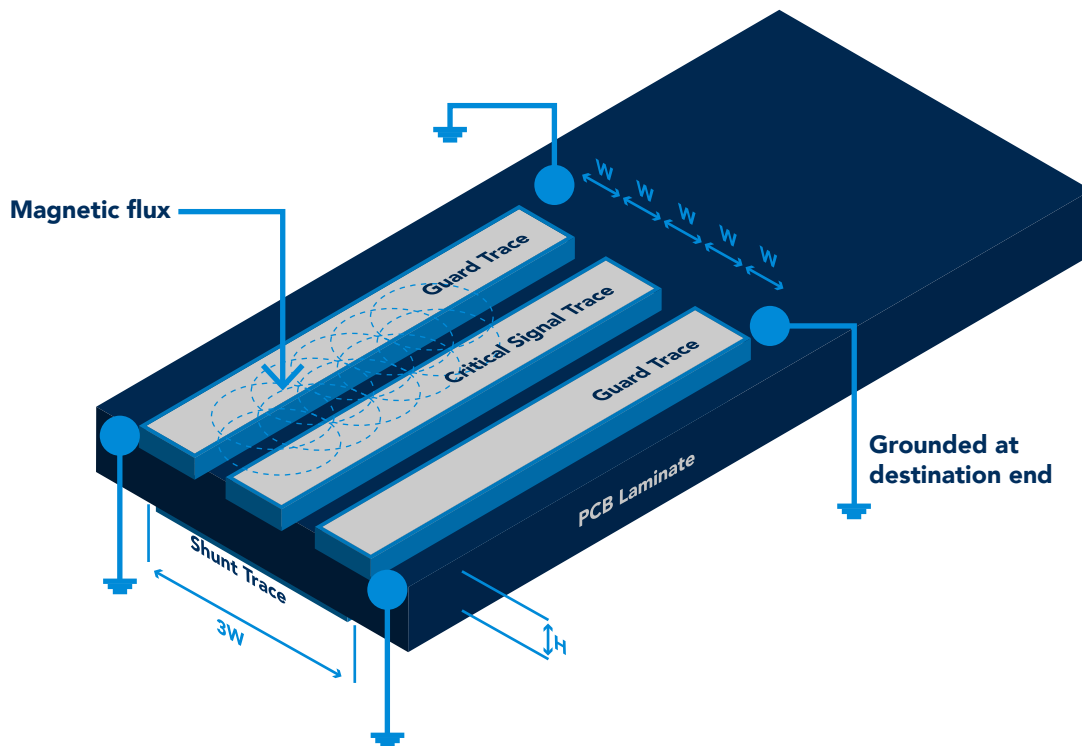 W
W
W
W
W
Magnetic flux
Guard Trace
Critical Signal Trace
Guard Trace
Grounded at
destination end
PCB Laminate
Shunt Trace
3W
H